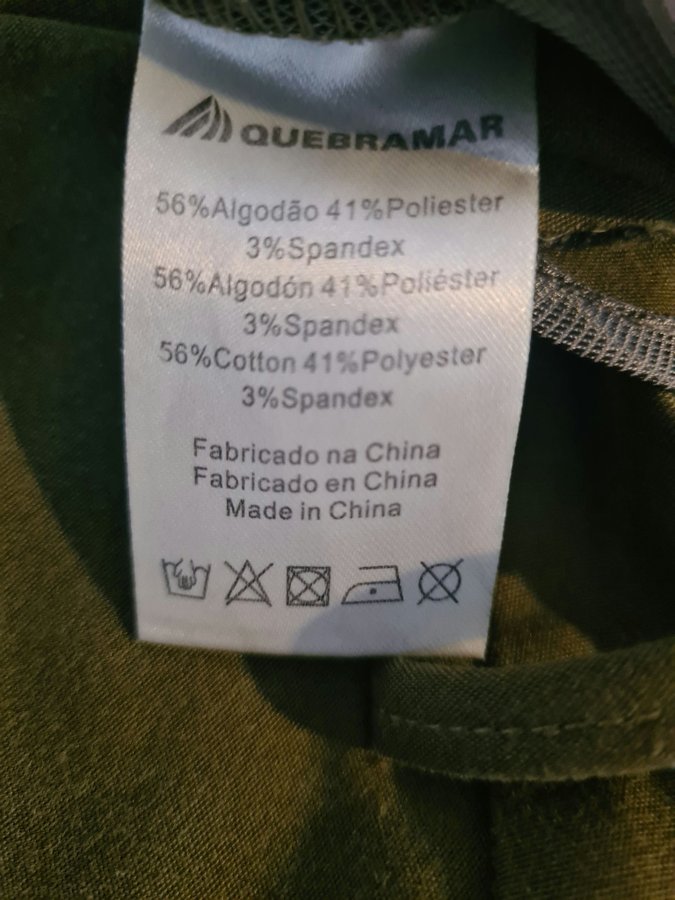 QUEBRAMAR
56%Algodão 41%Poliester
3%Spandex
56%Algodón 41%Poliéster
3%Spandex
56%Cotton 41%Polyester
3%Spandex
Fabricado na China
Fabricado en China
Made in China